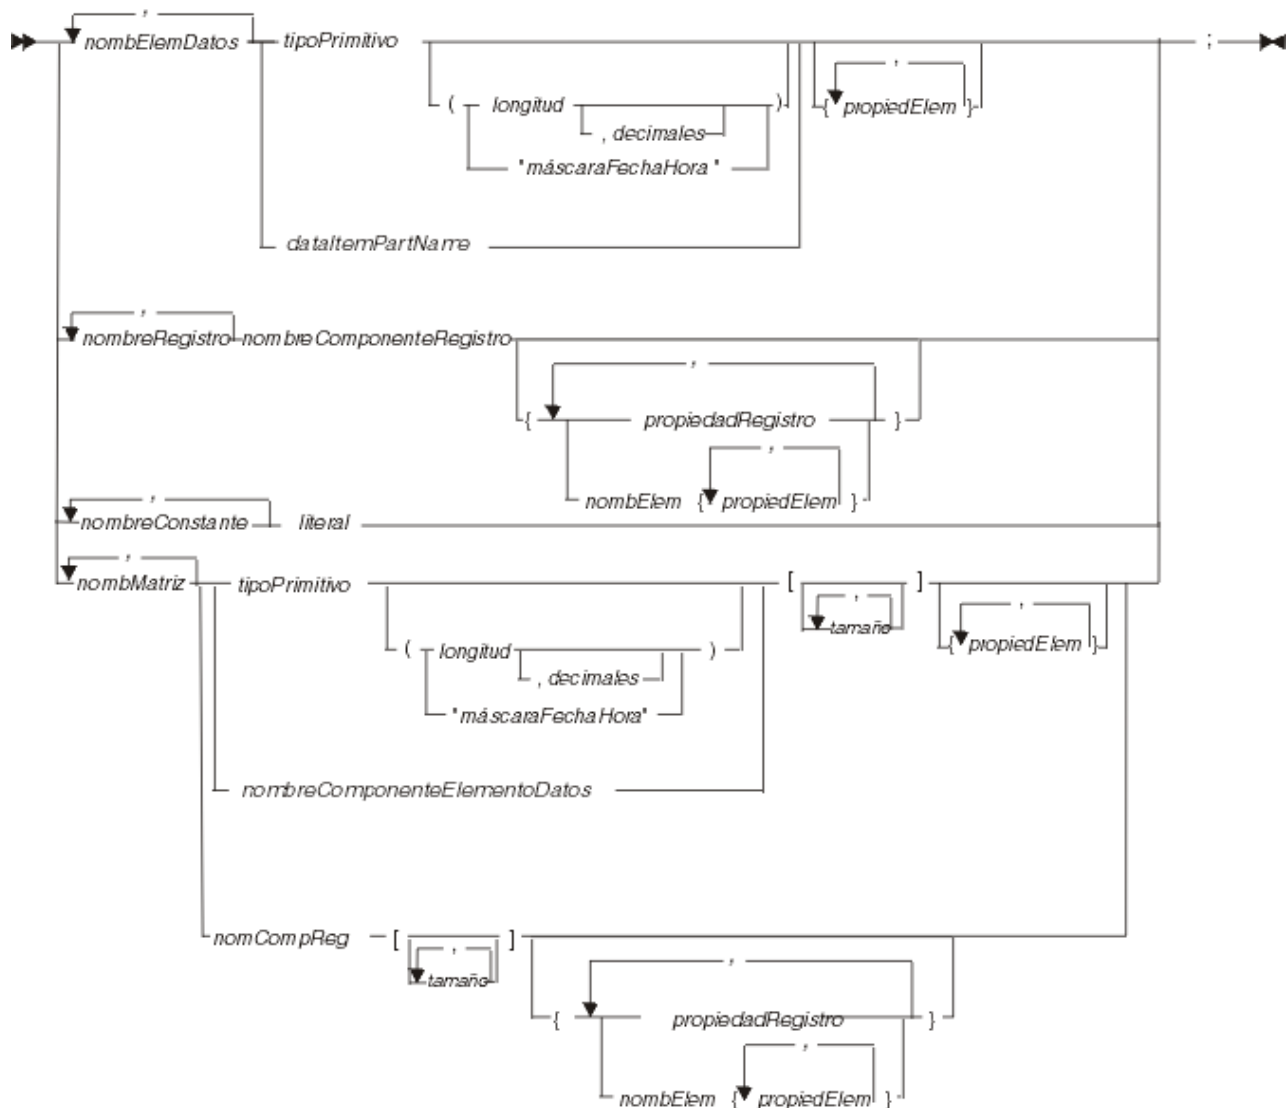 ,
nombElemDatos tipoPrimitivo ;
,
( longitud ) { propiedElem }
, decimales
"máscaraFechaHora"
dataItemPartName
,
nombreRegistro nombreComponenteRegistro
,
{ propiedadRegistro }
,
nombElem { propiedElem }
,
nombreConstante literal
,
nombMatriz tipoPrimitivo [ ]
, ,
tamaño { propiedElem }
( longitud )
, decimales
"máscaraFechaHora"
nombreComponenteElementoDatos
nomCompReg [ ]
, ,
tamaño
{ propiedadRegistro }
,
nombElem { propiedElem }